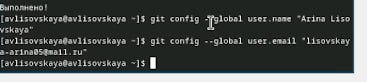 Выполнено!
[avlisovskaya@avlisovskaya ~]$ git config --global user.name "Arina Liso
vskaya"
[avlisovskaya@avlisovskaya ~]$ git config --global user.email "lisovskay
a-arina05@mail.ru"
[avlisovskaya@avlisovskaya ~]$